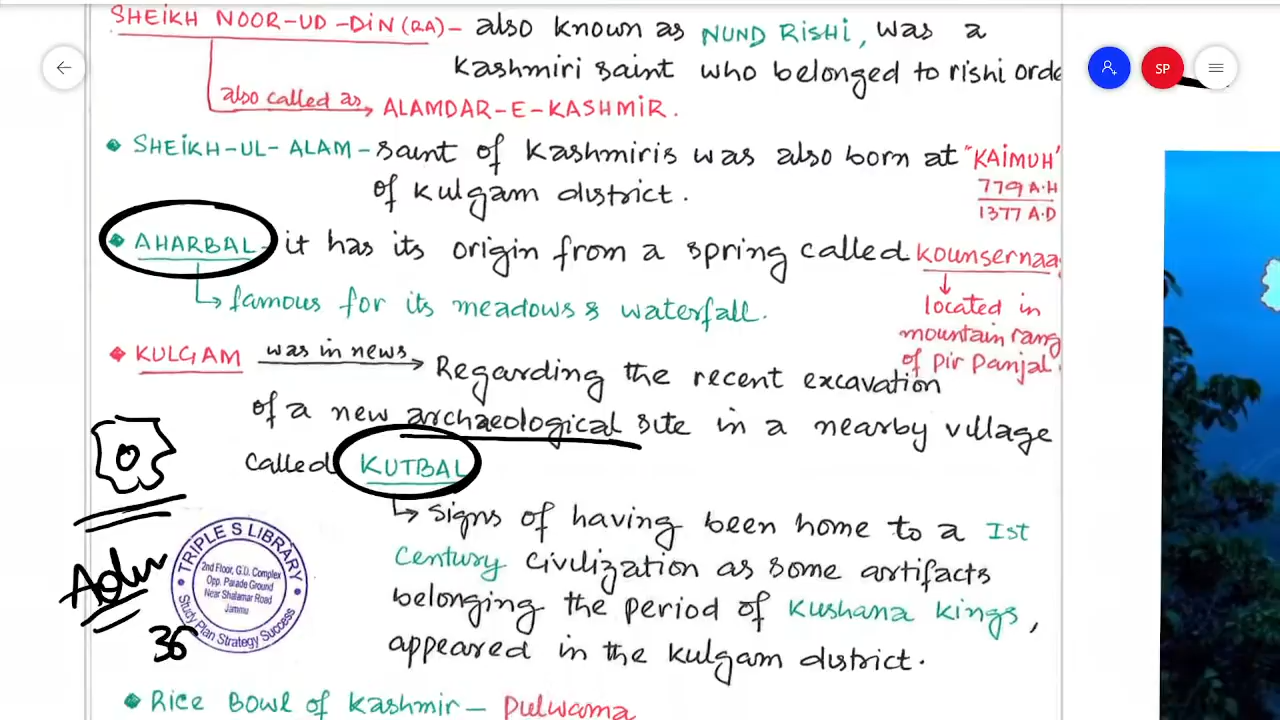 SHEIKH NOOR-UD-DIN (RA) - also known as NUND RISHI, was a
Kashmiri saint who belonged to rishi orde
also called as ALAMDAR-E-KASHMIR.
SP
SHEIKH-UL-ALAM - saint of Kashmiris was also born at "KAIMUH"
of Kulgam district.
779 A.H
1377 A.D
AHARBAL - it has its origin from a spring called Kounsernaag
famous for its meadows & waterfall.
located in
mountain rang
of pir panjal.
KULGAM was in news Regarding the recent excavation
of a new archaeological site in a nearby village
called KUTBAL
signs of having been home to a Ist
Century Civilization as some artifacts
belonging the period of Kushana Kings,
appeared in the Kulgam district.
TRIPLE S LIBRARY
2nd Floor, G.D. Complex
Opp. Parade Ground
Near Shalamar Road
Jammu
Study Plan Strategy Success
36
Rice Bowl of Kashmir - Pulwama